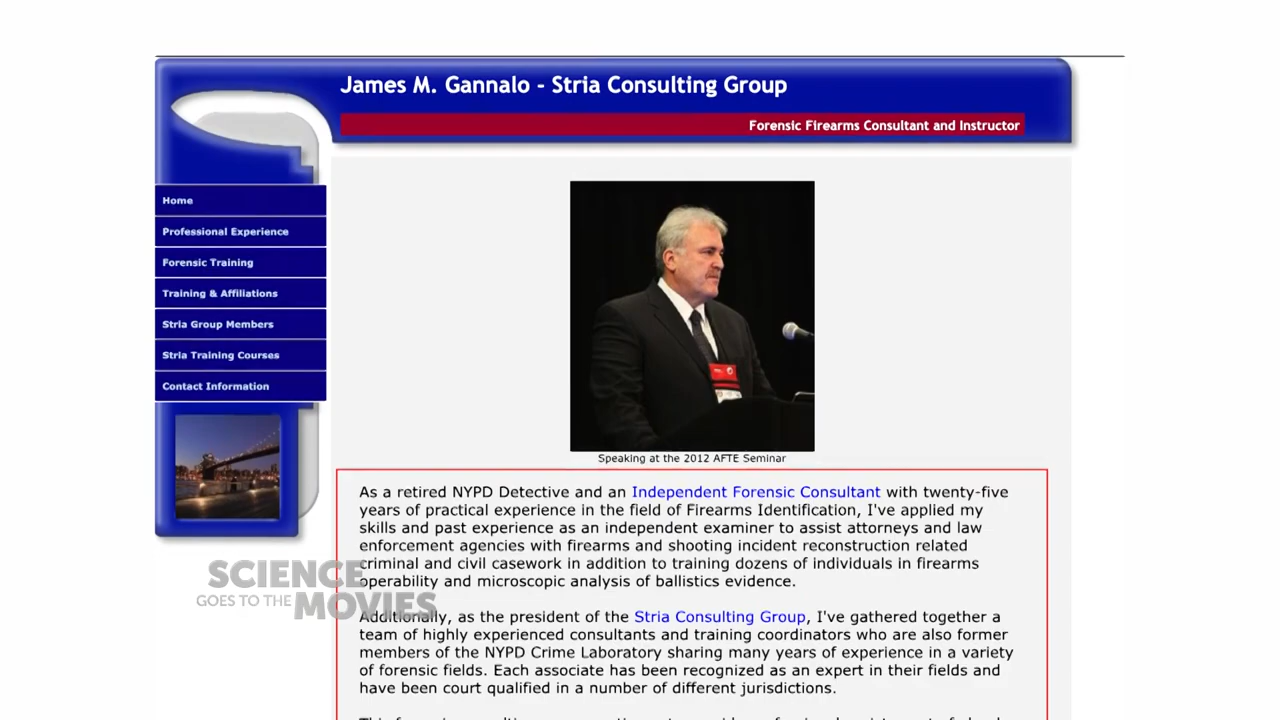 James M. Gannalo - Stria Consulting Group
Forensic Firearms Consultant and Instructor
Home
Professional Experience
Forensic Training
Training & Affiliations
Stria Group Members
Stria Training Courses
Contact Information
Speaking at the 2012 AFTE Seminar
As a retired NYPD Detective and an Independent Forensic Consultant with twenty-five
years of practical experience in the field of Firearms Identification, I've applied my
skills and past experience as an independent examiner to assist attorneys and law
enforcement agencies with firearms and shooting incident reconstruction related
criminal and civil casework in addition to training dozens of individuals in firearms
operability and microscopic analysis of ballistics evidence.
Additionally, as the president of the Stria Consulting Group, I've gathered together a
team of highly experienced consultants and training coordinators who are also former
members of the NYPD Crime Laboratory sharing many years of experience in a variety
of forensic fields. Each associate has been recognized as an expert in their fields and
have been court qualified in a number of different jurisdictions.
SCIENCE
GOES TO THE MOVIES